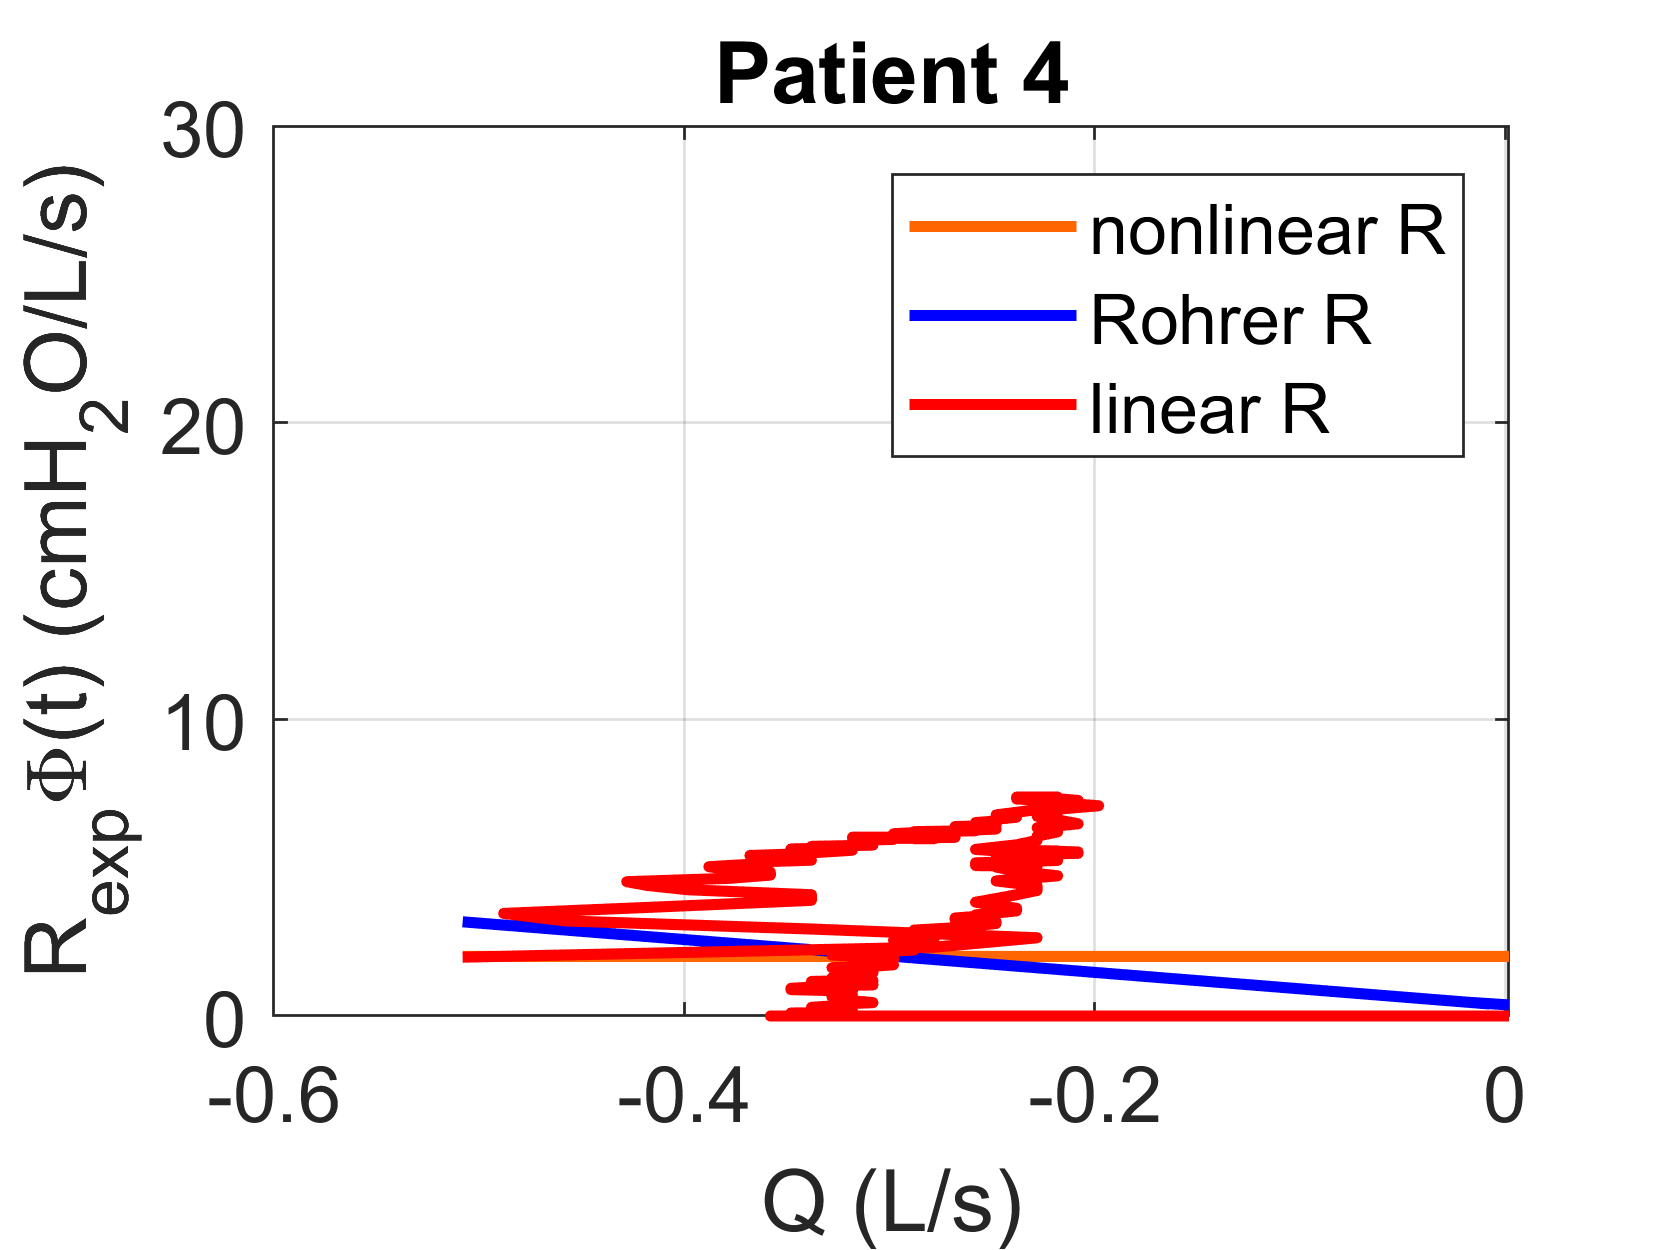 Patient 4
R_expΦ(t) (cmH_2O/L/s)
30
20
10
0
nonlinear R
Rohrer R
linear R
-0.6 -0.4 -0.2 0
Q (L/s)